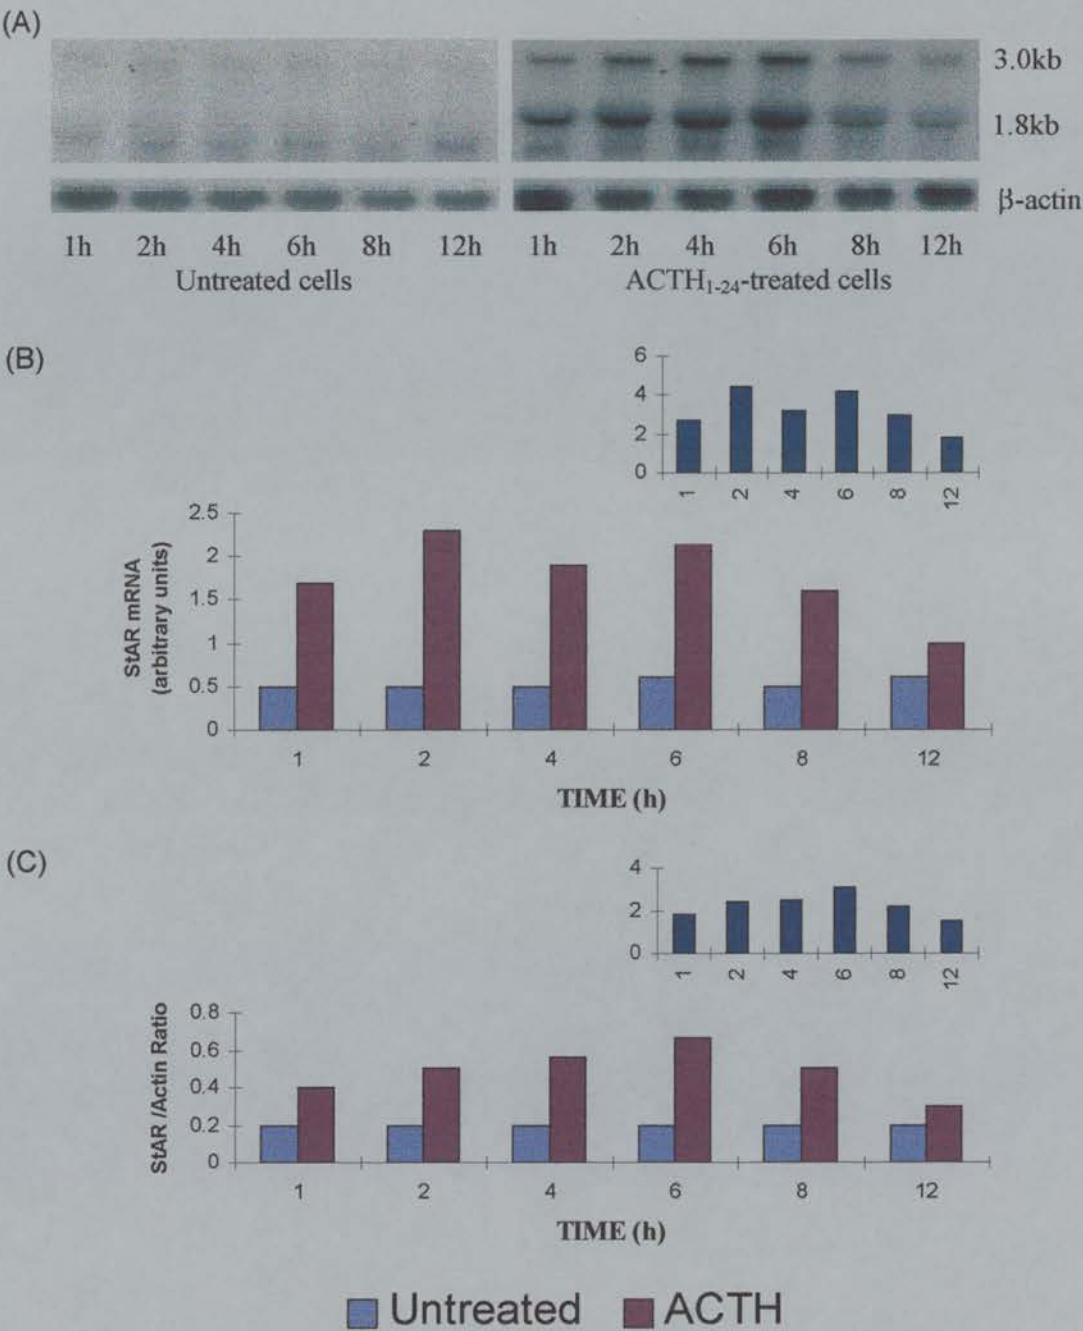 (A)
3.0kb
1.8kb
β-actin
1h 2h 4h 6h 8h 12h 1h 2h 4h 6h 8h 12h
Untreated cells ACTH1-24-treated cells
(B)
6
4
2
0
1 2 4 6 8 12
2.5
2
1.5
1
0.5
0
StAR mRNA
(arbitrary units)
1 2 4 6 8 12
TIME (h)
(C)
4
2
0
1 2 4 6 8 12
0.8
0.6
0.4
0.2
0
StAR /Actin Ratio
1 2 4 6 8 12
TIME (h)
Untreated ACTH